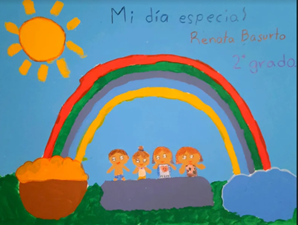 Mi día especial
Renata Basurto
2° grado